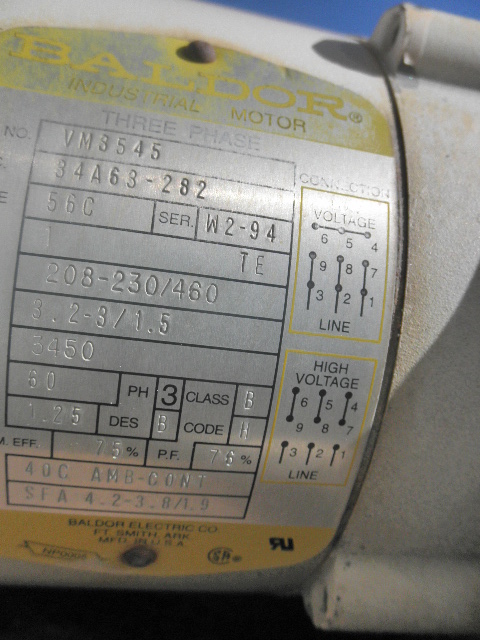 BALDOR®
INDUSTRIAL MOTOR
THREE PHASE
NO. VM3545
34A63-282
56C SER. W2-94
1 TE
208-230/460
3.2-3/1.5
3450
60 PH 3 CLASS B
1.25 DES B CODE H
M. EFF. 75 % P.F. 76 %
40C AMB-CONT
SFA 4.2-3.8/1.9
BALDOR ELECTRIC CO.
FT. SMITH, ARK.
MFD. IN U.S.A.
CONNECTION
VOLTAGE
6 5 4
9 8 7
3 2 1
LINE
HIGH
VOLTAGE
6 5 4
9 8 7
3 2 1
LINE